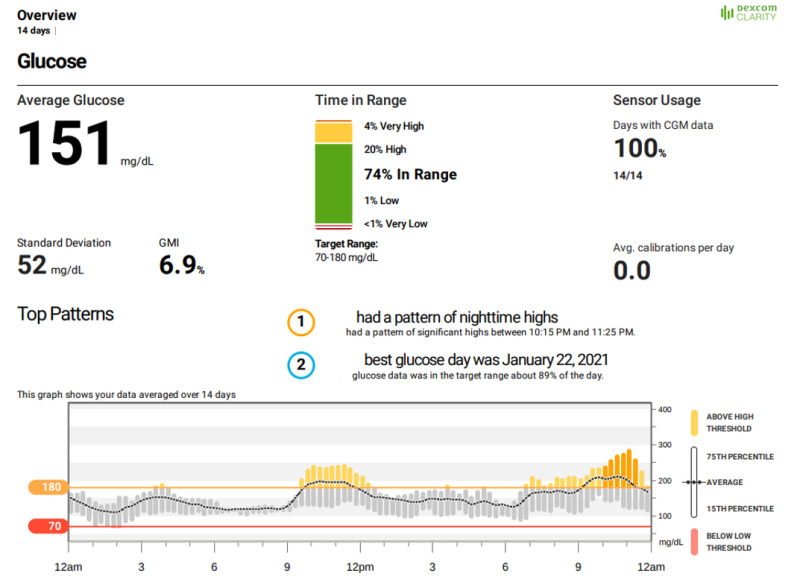 Overview
14 days |
Dexcom
CLARITY
Glucose
Average Glucose
151 mg/dL
Standard Deviation
52 mg/dL
GMI
6.9%
Time in Range
4% Very High
20% High
74% In Range
1% Low
<1% Very Low
Target Range:
70-180 mg/dL
Sensor Usage
Days with CGM data
100%
14/14
Avg. calibrations per day
0.0
Top Patterns
1
had a pattern of nighttime highs
had a pattern of significant highs between 10:15 PM and 11:25 PM.
2
best glucose day was January 22, 2021
glucose data was in the target range about 89% of the day.
This graph shows your data averaged over 14 days
180
70
400
300
200
100
mg/dL
12am 3 6 9 12pm 3 6 9 12am
ABOVE HIGH
THRESHOLD
75TH PERCENTILE
AVERAGE
15TH PERCENTILE
BELOW LOW
THRESHOLD